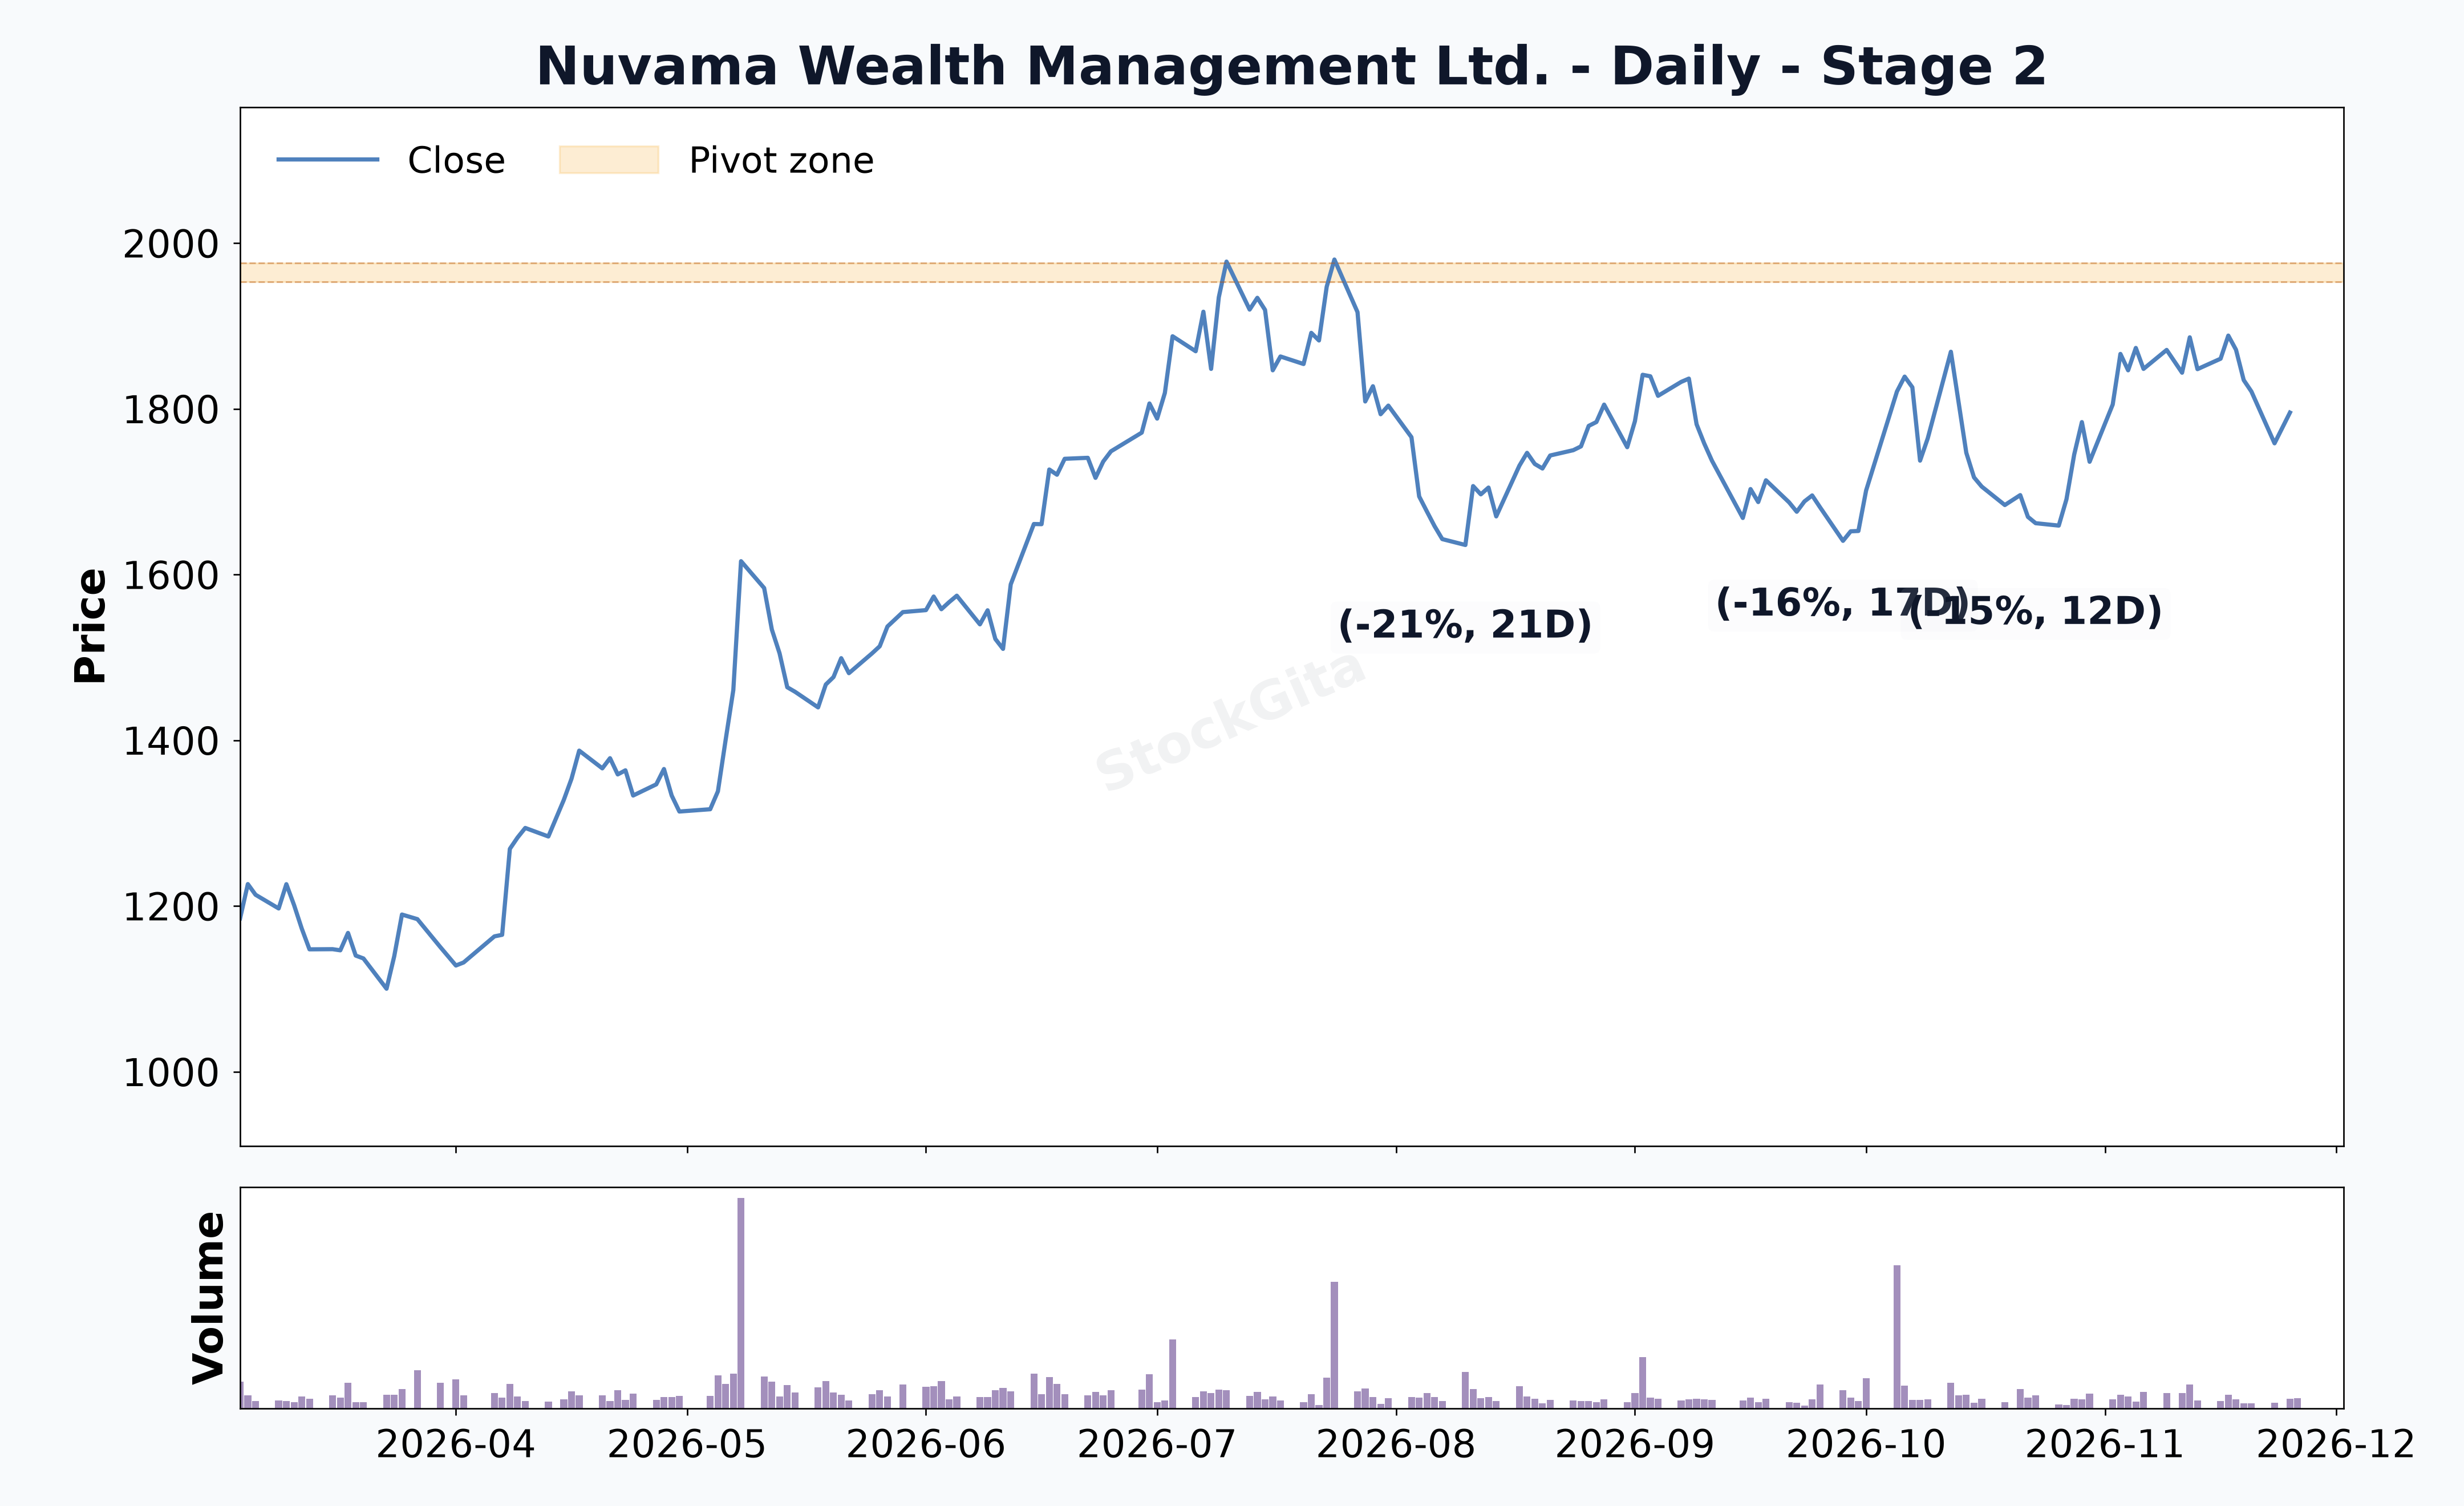 Nuvama Wealth Management Ltd. - Daily - Stage 2
Close
Pivot zone
2000
1800
1600
1400
1200
1000
Price
(-21%, 21D)
(-16%, 17D)
(-15%, 12D)
StockGita
Volume
2026-04
2026-05
2026-06
2026-07
2026-08
2026-09
2026-10
2026-11
2026-12